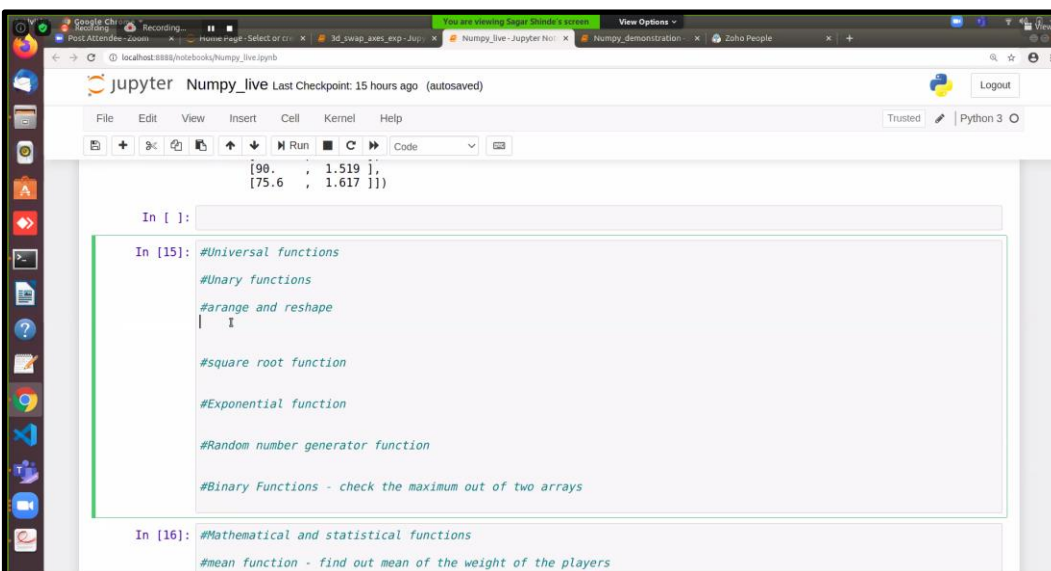 Google Chr
Recording...
Recording...
You are viewing Sagar Shinde's screen
View Options
View
Post Attendee - Zoom
Home Page - Select or cre
3d_swap_axes_exp - Jup
Numpy_live - Jupyter No
Numpy_demonstration
Zoho People
localhost:8888/notebooks/Numpy_live.ipynb
jupyter Numpy_live Last Checkpoint: 15 hours ago (autosaved)
Logout
File Edit View Insert Cell Kernel Help
Trusted Python 3
Run Code
[90. , 1.519 ],
[75.6 , 1.617 ]])
In [ ]:
In [15]: #Universal functions
#Unary functions
#arange and reshape
#square root function
#Exponential function
#Random number generator function
#Binary Functions - check the maximum out of two arrays
In [16]: #Mathematical and statistical functions
#mean function - find out mean of the weight of the players